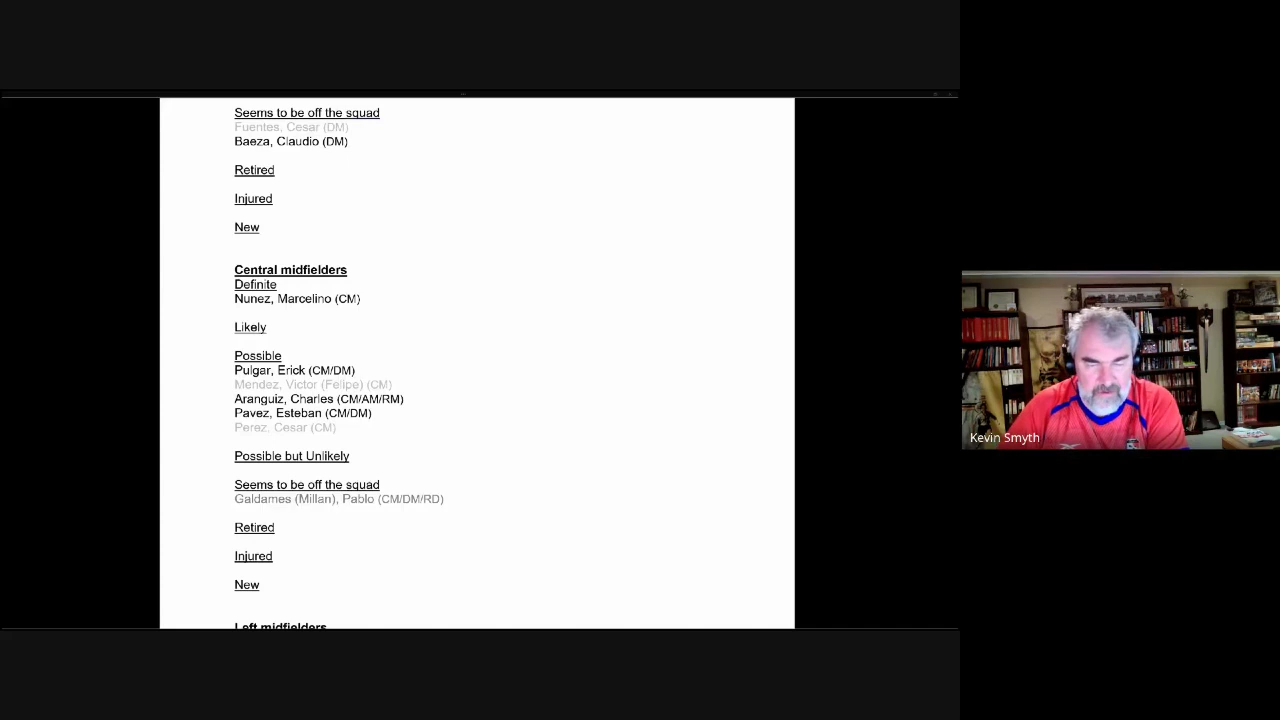 Seems to be off the squad
Fuentes, Cesar (DM)
Baeza, Claudio (DM)
Retired
Injured
New
Central midfielders
Definite
Nunez, Marcelino (CM)
Likely
Possible
Pulgar, Erick (CM/DM)
Mendez, Victor (Felipe) (CM)
Aranguiz, Charles (CM/AM/RM)
Pavez, Esteban (CM/DM)
Perez. Cesar (CM)
Possible but Unlikely
Seems to be off the squad
Galdames (Millan), Pablo (CM/DM/RD)
Retired
Injured
New
Left midfielders
Kevin Smyth